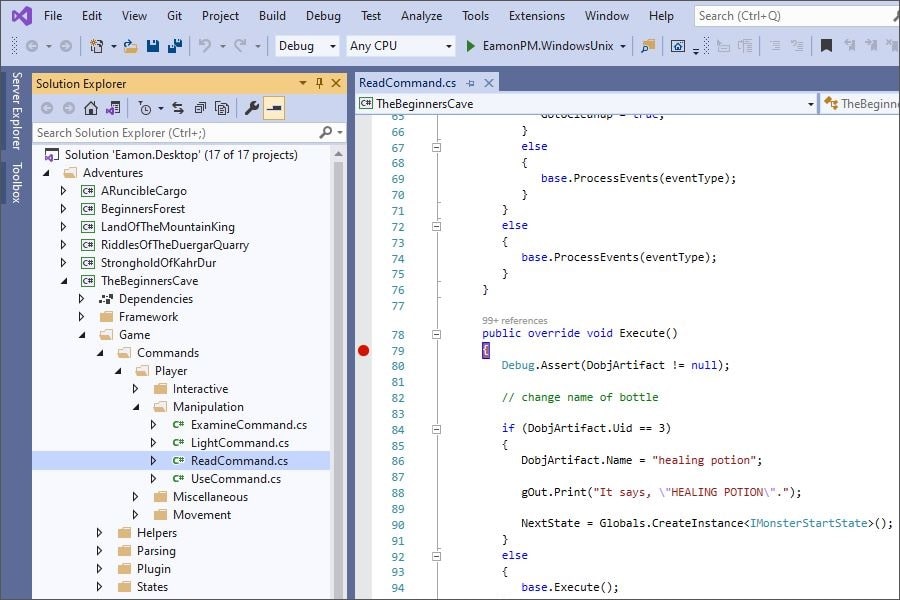 File Edit View Git Project Build Debug Test Analyze Tools Extensions Window Help Search (Ctrl+Q)
Debug Any CPU EamonPM.WindowsUnix
Server Explorer
Toolbox
Solution Explorer
Search Solution Explorer (Ctrl+;)
Solution 'Eamon.Desktop' (17 of 17 projects)
Adventures
C# ARuncibleCargo
C# BeginnersForest
C# LandOfTheMountainKing
C# RiddlesOfTheDuergarQuarry
C# StrongholdOfKahrDur
C# TheBeginnersCave
Dependencies
Framework
Game
Commands
Player
Interactive
Manipulation
C# ExamineCommand.cs
C# LightCommand.cs
C# ReadCommand.cs
C# UseCommand.cs
Miscellaneous
Movement
Helpers
Parsing
Plugin
States
ReadCommand.cs
C# TheBeginnersCave
65 GotoCleanup = true;
66 }
67 else
68 {
69 base.ProcessEvents(eventType);
70 }
71 }
72 else
73 {
74 base.ProcessEvents(eventType);
75 }
76 }
77
99+ references
78 public override void Execute()
79 {
80 Debug.Assert(DobjArtifact != null);
81
82 // change name of bottle
83
84 if (DobjArtifact.Uid == 3)
85 {
86 DobjArtifact.Name = "healing potion";
87
88 gOut.Print("It says, \"HEALING POTION\".");
89
90 NextState = Globals.CreateInstance<IMonsterStartState>();
91 }
92 else
93 {
94 base.Execute();